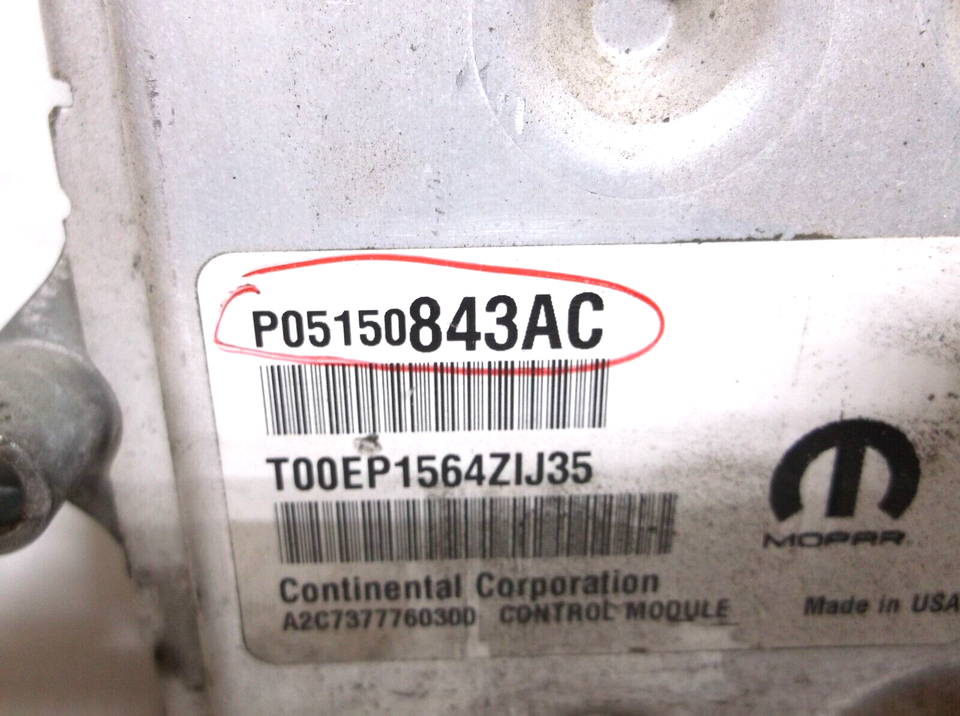 P05150843AC
T00EP1564ZIJ35
Continental Corporation
A2C7377760300 CONTROL MODULE
MOPAR
Made in USA